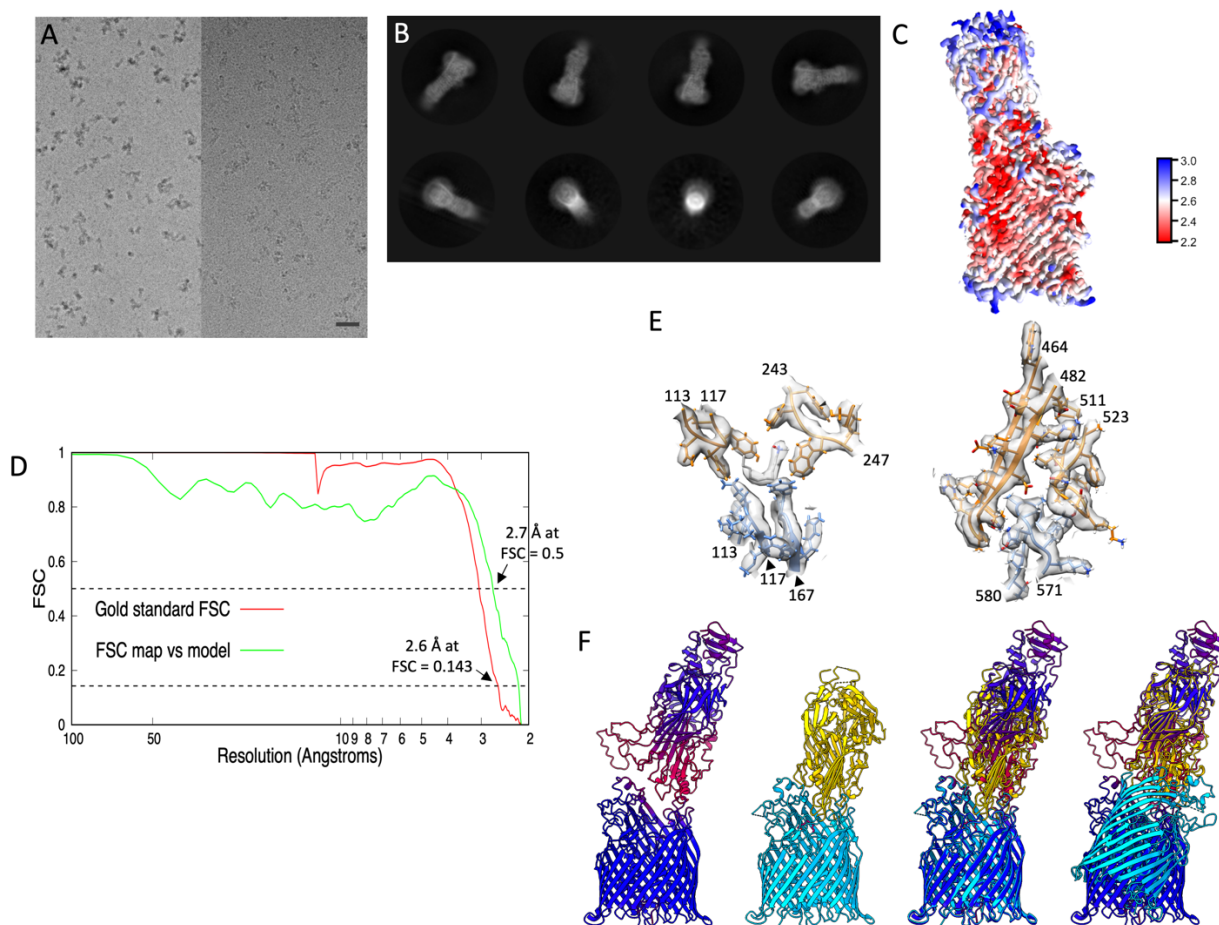 A
B
C
3.0
2.8
2.6
2.4
2.2
E
243
113 117
247
113
117
167
464
482
511
523
580
571
D
1
0.8
0.6
0.4
0.2
0
FSC
2.7 Å at
FSC = 0.5
Gold standard FSC
FSC map vs model
2.6 Å at
FSC = 0.143
100
50
10 9 8 7 6 5 4 3 2
Resolution (Angstroms)
F